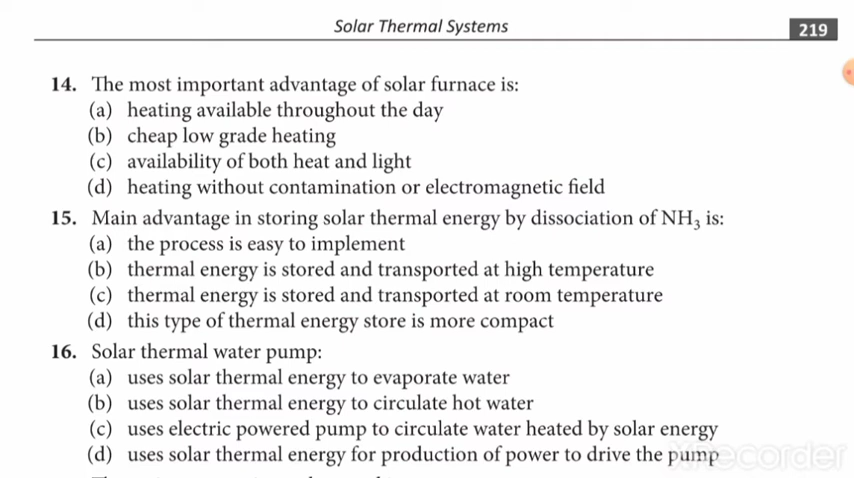 Solar Thermal Systems
219
14. The most important advantage of solar furnace is:
(a) heating available throughout the day
(b) cheap low grade heating
(c) availability of both heat and light
(d) heating without contamination or electromagnetic field
15. Main advantage in storing solar thermal energy by dissociation of NH₃ is:
(a) the process is easy to implement
(b) thermal energy is stored and transported at high temperature
(c) thermal energy is stored and transported at room temperature
(d) this type of thermal energy store is more compact
16. Solar thermal water pump:
(a) uses solar thermal energy to evaporate water
(b) uses solar thermal energy to circulate hot water
(c) uses electric powered pump to circulate water heated by solar energy
(d) uses solar thermal energy for production of power to drive the pump
XRecorder